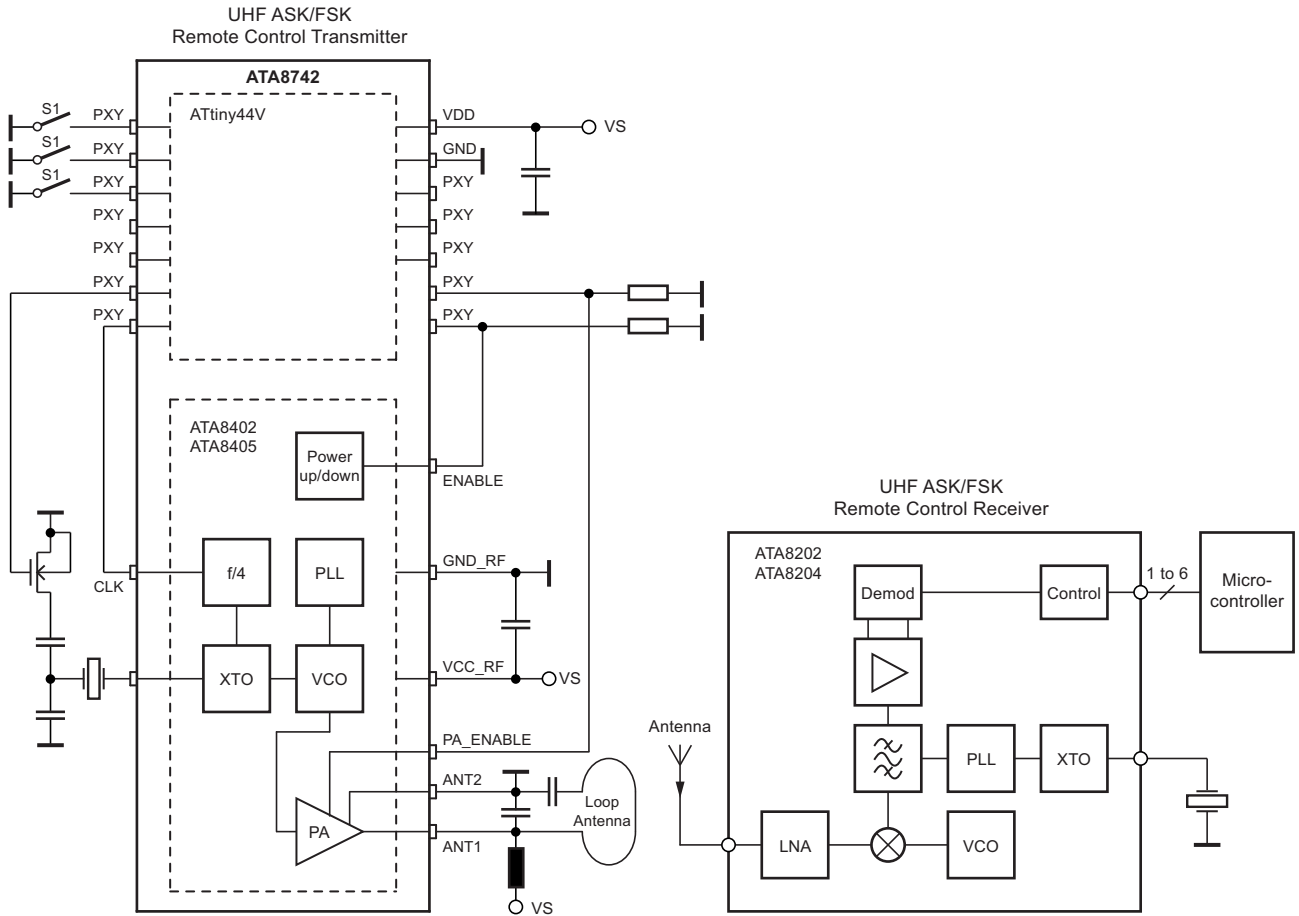 UHF ASK/FSK
Remote Control Transmitter
ATA8742
ATtiny44V
S1
PXY
S1
PXY
S1
PXY
PXY
PXY
PXY
PXY
VDD
VS
GND
PXY
PXY
PXY
PXY
PXY
ATA8402
ATA8405
Power
up/down
ENABLE
CLK
f/4
PLL
GND_RF
XTO
VCO
VCC_RF
VS
PA_ENABLE
ANT2
PA
ANT1
Loop
Antenna
VS
UHF ASK/FSK
Remote Control Receiver
ATA8202
ATA8204
Demod
Control
1 to 6
Micro-
controller
Antenna
PLL
XTO
LNA
VCO